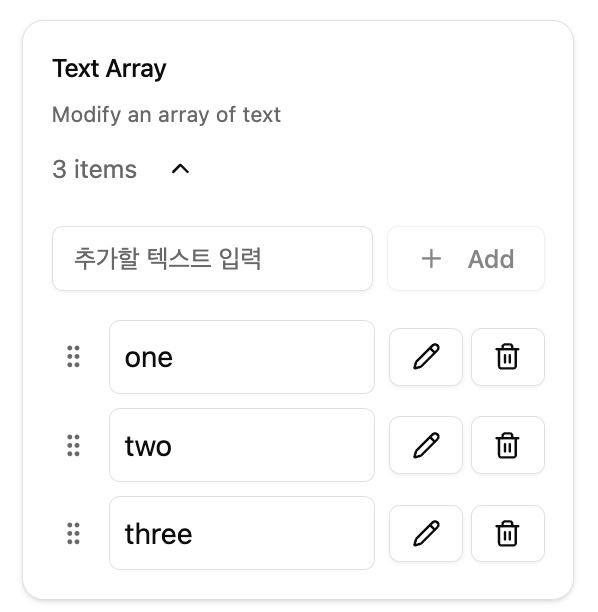 Text Array
Modify an array of text
3 items
추가할 텍스트 입력
Add
one
two
three